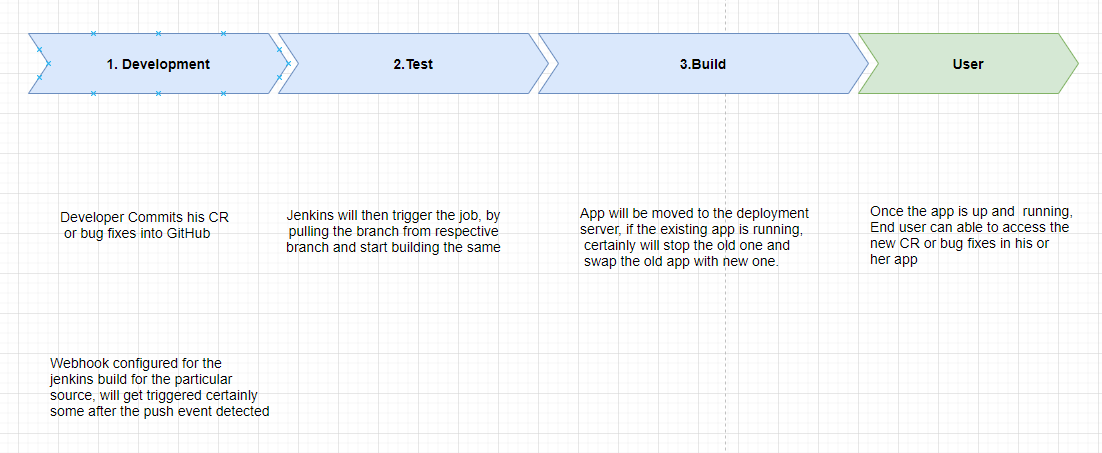 1. Development
2.Test
3.Build
User
Developer Commits his CR
or bug fixes into GitHub
Jenkins will then trigger the job, by
pulling the branch from respective
branch and start building the same
App will be moved to the deployment
server, if the existing app is running,
certainly will stop the old one and
swap the old app with new one.
Once the app is up and running,
End user can able to access the
new CR or bug fixes in his or
her app
Webhook configured for the
jenkins build for the particular
source, will get triggered certainly
some after the push event detected